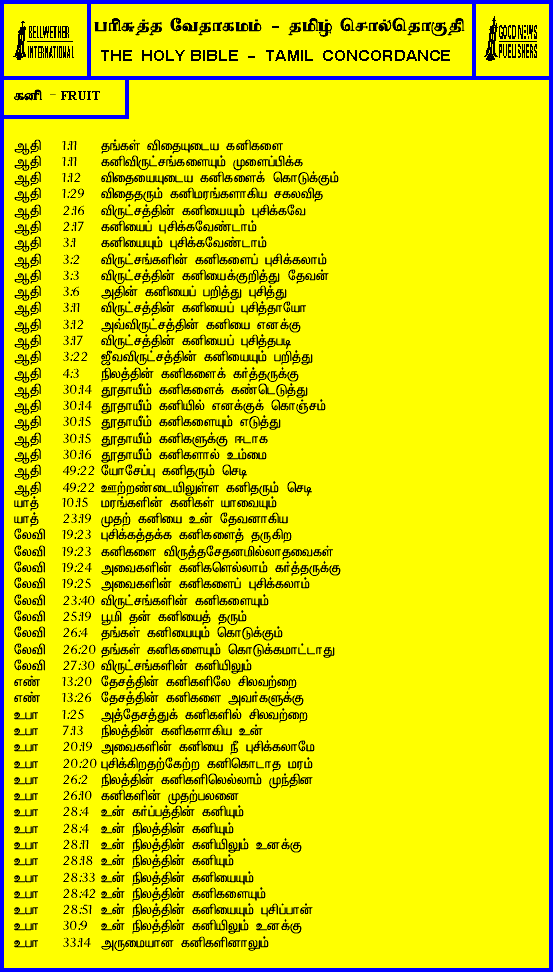 BELLWETHER
INTERNATIONAL
பரிசுத்த வேதாகமம் - தமிழ் சொல்தொகுதி
THE HOLY BIBLE - TAMIL CONCORDANCE
GOOD NEWS
PUBLISHERS
கனி - FRUIT
ஆதி 1:11 தங்கள் விதையுடைய கனிகளை
ஆதி 1:11 கனிவிருட்சங்களையும் முளைப்பிக்க
ஆதி 1:12 விதையையுடைய கனிகளைக் கொடுக்கும்
ஆதி 1:29 விதைதரும் கனிமரங்களாகிய சகலவித
ஆதி 2:16 விருட்சத்தின் கனியையும் புசிக்கவே
ஆதி 2:17 கனியைப் புசிக்கவேண்டாம்
ஆதி 3:1 கனியையும் புசிக்கவேண்டாம்
ஆதி 3:2 விருட்சங்களின் கனிகளைப் புசிக்கலாம்
ஆதி 3:3 விருட்சத்தின் கனியைக்குறித்து தேவன்
ஆதி 3:6 அதின் கனியைப் பறித்து புசித்து
ஆதி 3:11 விருட்சத்தின் கனியைப் புசித்தாயோ
ஆதி 3:12 அவ்விருட்சத்தின் கனியை எனக்கு
ஆதி 3:17 விருட்சத்தின் கனியைப் புசித்தபடி
ஆதி 3:22 ஜீவவிருட்சத்தின் கனியையும் பறித்து
ஆதி 4:3 நிலத்தின் கனிகளைக் கர்த்தருக்கு
ஆதி 30:14 தூதாயீம் கனிகளைக் கண்டெடுத்து
ஆதி 30:14 தூதாயீம் கனியில் எனக்குக் கொஞ்சம்
ஆதி 30:15 தூதாயீம் கனிகளையும் எடுத்து
ஆதி 30:15 தூதாயீம் கனிகளுக்கு ஈடாக
ஆதி 30:16 தூதாயீம் கனிகளால் உம்மை
ஆதி 49:22 யோசேப்பு கனிதரும் செடி
ஆதி 49:22 ஊற்றண்டையிலுள்ள கனிதரும் செடி
யாத் 10:15 மரங்களின் கனிகள் யாவையும்
யாத் 23:19 முதற் கனியை உன் தேவனாகிய
லேவி 19:23 புசிக்கத்தக்க கனிகளைத் தருகிற
லேவி 19:23 கனிகளை விருத்தசேதனமில்லாதவைகள்
லேவி 19:24 அவைகளின் கனிகளெல்லாம் கர்த்தருக்கு
லேவி 19:25 அவைகளின் கனிகளைப் புசிக்கலாம்
லேவி 23:40 விருட்சங்களின் கனிகளையும்
லேவி 25:19 பூமி தன் கனியைத் தரும்
லேவி 26:4 தங்கள் கனியையும் கொடுக்கும்
லேவி 26:20 தங்கள் கனிகளையும் கொடுக்கமாட்டாது
லேவி 27:30 விருட்சங்களின் கனியிலும்
எண் 13:20 தேசத்தின் கனிகளிலே சிலவற்றை
எண் 13:26 தேசத்தின் கனிகளை அவர்களுக்கு
உபா 1:25 அத்தேசத்துக் கனிகளில் சிலவற்றை
உபா 7:13 நிலத்தின் கனிகளாகிய உன்
உபா 20:19 அவைகளின் கனியை நீ புசிக்கலாமே
உபா 20:20 புசிக்கிறதற்கேற்ற கனிகொடாத மரம்
உபா 26:2 நிலத்தின் கனிகளிலெல்லாம் முந்தின
உபா 26:10 கனிகளின் முதற்பலனை
உபா 28:4 உன் கர்ப்பத்தின் கனியும்
உபா 28:4 உன் நிலத்தின் கனியும்
உபா 28:11 உன் நிலத்தின் கனியிலும் உனக்கு
உபா 28:18 உன் நிலத்தின் கனியும்
உபா 28:33 உன் நிலத்தின் கனியையும்
உபா 28:42 உன் நிலத்தின் கனிகளையும்
உபா 28:51 உன் நிலத்தின் கனியையும் புசிப்பான்
உபா 30:9 உன் நிலத்தின் கனியிலும் உனக்கு
உபா 33:14 அருமையான கனிகளினாலும்